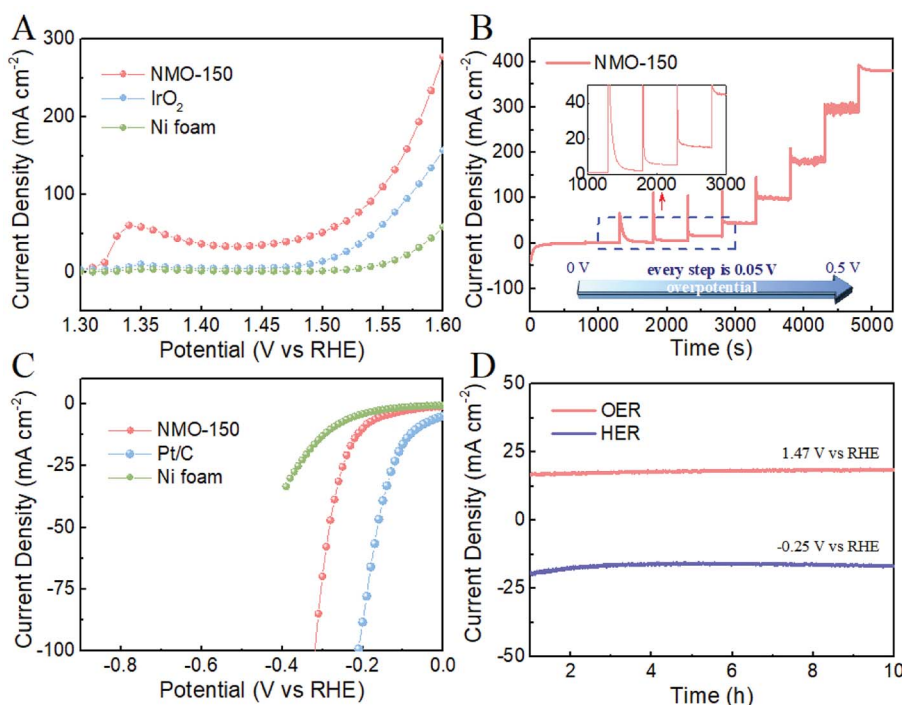 A
300
200
100
0
Current Density (mA cm-2)
NMO-150
IrO2
Ni foam
1.30 1.35 1.40 1.45 1.50 1.55 1.60
Potential (V vs RHE)
B
400
300
200
100
0
-100
Current Density (mA cm-2)
NMO-150
40
20
0
1000 2000 3000
0 V
every step is 0.05 V
0.5 V
overpotential
0 1000 2000 3000 4000 5000
Time (s)
C
0
-25
-50
-75
-100
Current Density (mA cm-2)
NMO-150
Pt/C
Ni foam
-0.8 -0.6 -0.4 -0.2 0.0
Potential (V vs RHE)
D
50
25
0
-25
-50
Current Density (mA cm-2)
OER
HER
1.47 V vs RHE
-0.25 V vs RHE
2 4 6 8 10
Time (h)